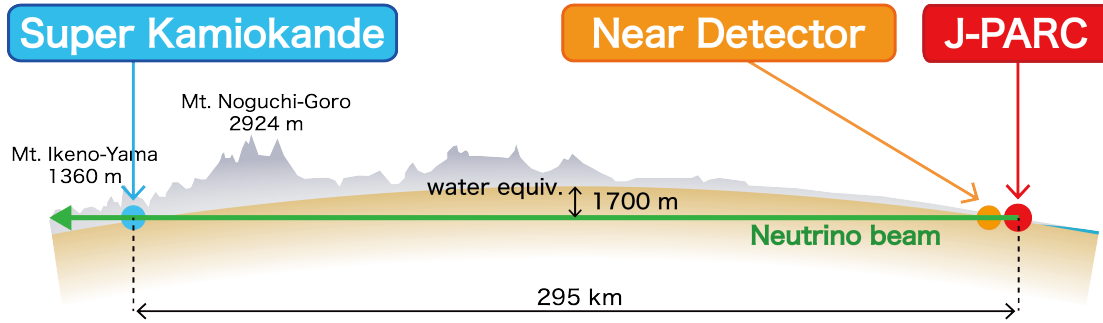 Super Kamiokande
Near Detector
J-PARC
Mt. Noguchi-Goro
2924 m
Mt. Ikeno-Yama
1360 m
water equiv.
1700 m
Neutrino beam
295 km